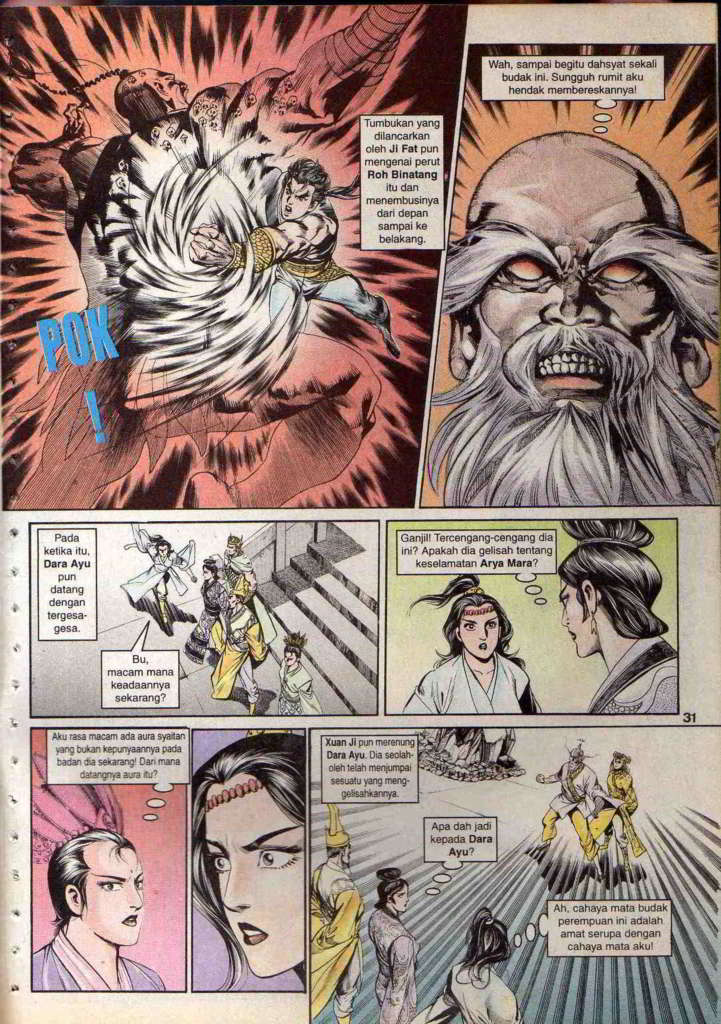 Tumbukan yang
dilancarkan
oleh Ji Fat pun
mengenai perut
Roh Binatang
itu dan
menembusinya
dari depan
sampai ke
belakang.
POK
!
Wah, sampai begitu dahsyat sekali
budak ini. Sungguh rumit aku
hendak membereskannya!
Pada
ketika itu,
Dara Ayu
pun
datang
dengan
tergesa-
gesa.
Bu,
macam mana
keadaannya
sekarang?
Ganjil! Tercengang-cengang dia
ini? Apakah dia gelisah tentang
keselamatan Arya Mara?
31
Aku rasa macam ada aura syaitan
yang bukan kepunyaannya pada
badan dia sekarang! Dari mana
datangnya aura itu?
Xuan Ji pun merenung
Dara Ayu. Dia seolah-
oleh telah menjumpai
sesuatu yang meng-
gelisahkannya.
Apa dah jadi
kepada Dara
Ayu?
Ah, cahaya mata budak
perempuan ini adalah
amat serupa dengan
cahaya mata aku!